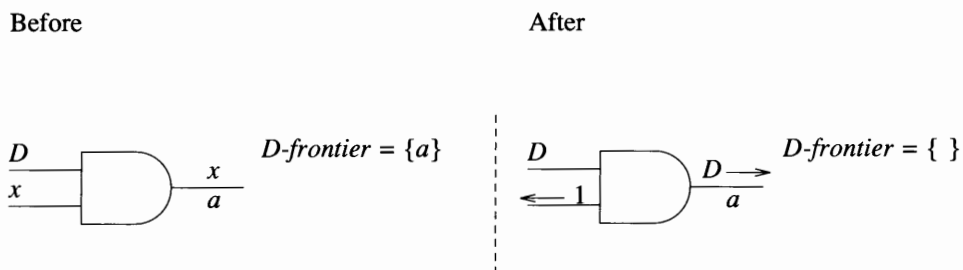 Before
After
D
x
x
a
D-frontier = {a}
D
← 1
D →
a
D-frontier = { }